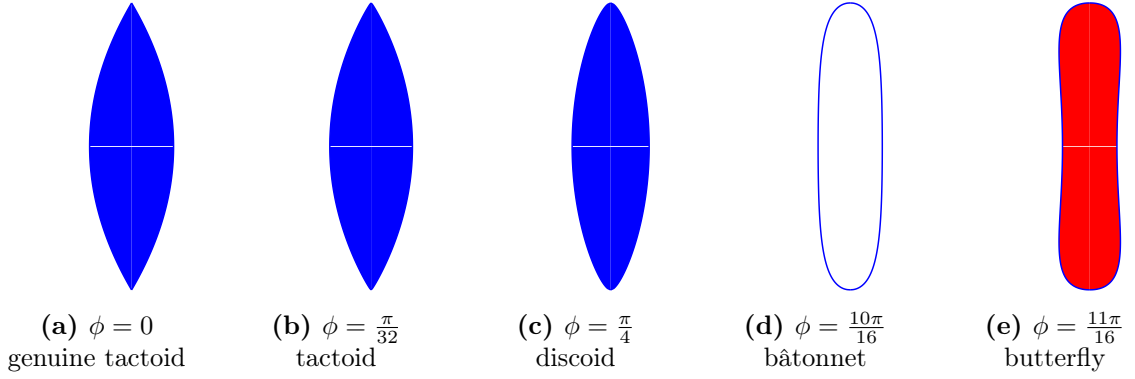 (a) ϕ = 0
genuine tactoid
(b) ϕ = π/32
tactoid
(c) ϕ = π/4
discoid
(d) ϕ = 10π/16
bâtonnet
(e) ϕ = 11π/16
butterfly